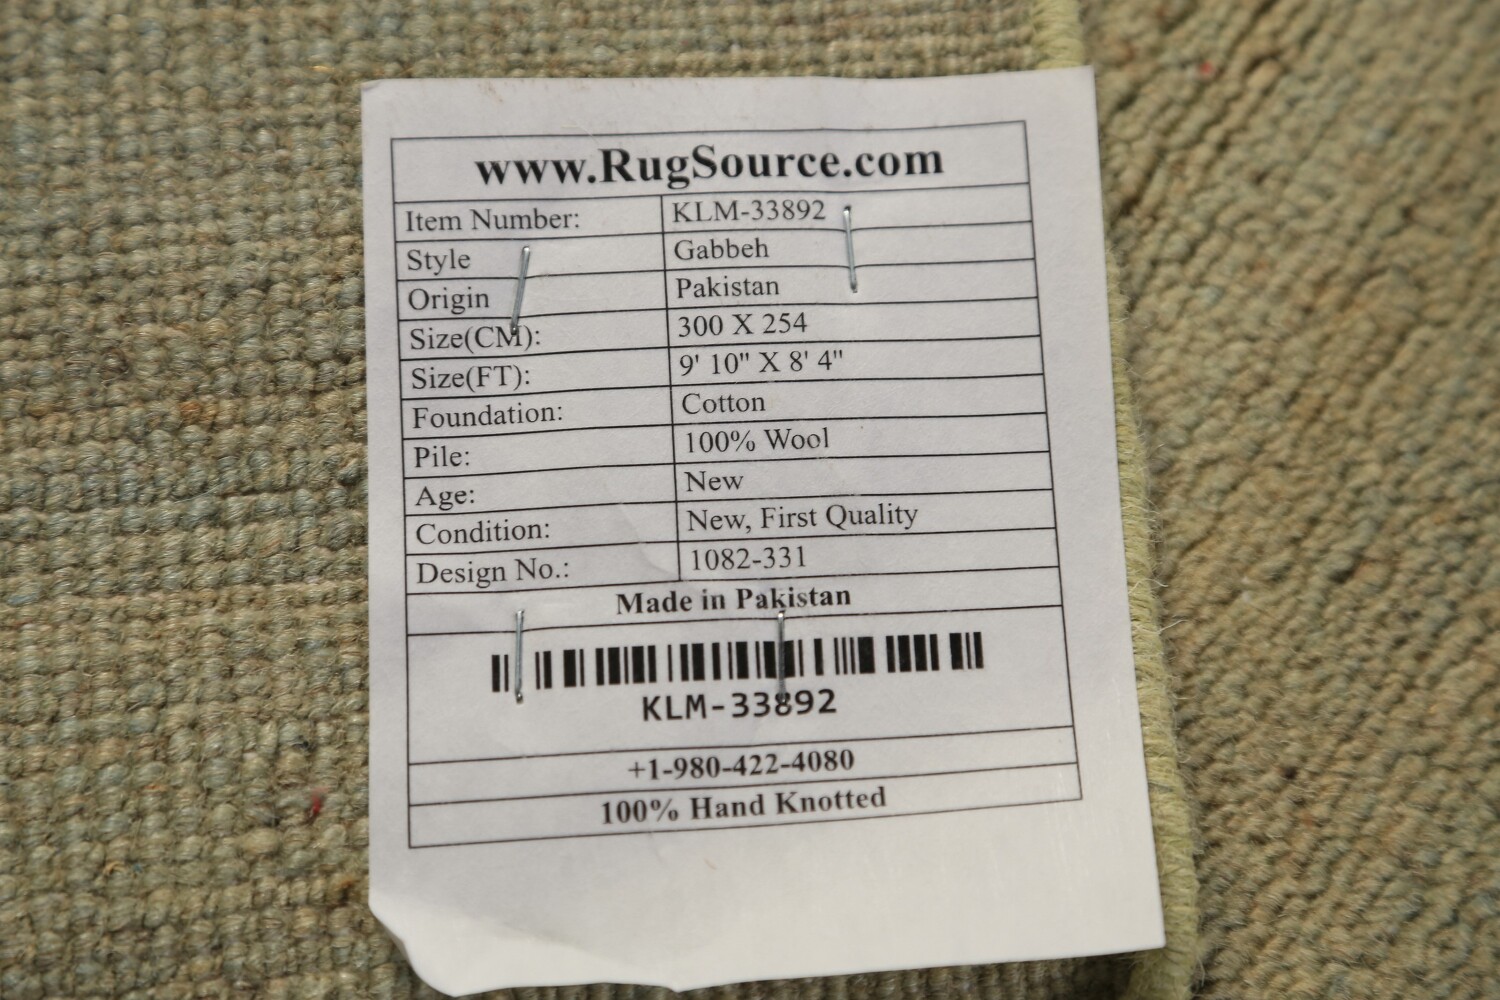 www.RugSource.com
Item Number: KLM-33892
Style Gabbeh
Origin Pakistan
Size(CM): 300 X 254
Size(FT): 9' 10" X 8' 4"
Foundation: Cotton
Pile: 100% Wool
Age: New
Condition: New, First Quality
Design No.: 1082-331
Made in Pakistan
KLM-33892
+1-980-422-4080
100% Hand Knotted